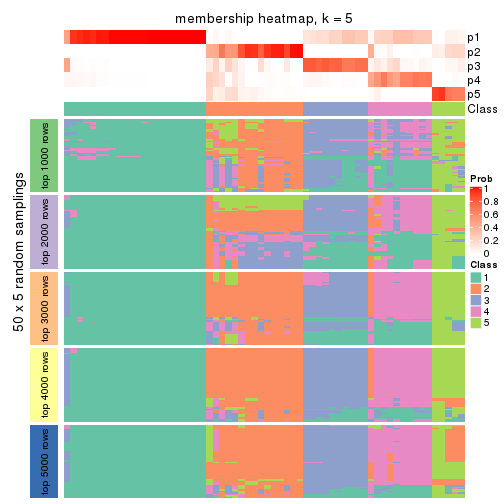 membership heatmap, k = 5
p1
p2
p3
p4
p5
Class
50 x 5 random samplings
top 1000 rows
top 2000 rows
top 3000 rows
top 4000 rows
top 5000 rows
Prob
1
0.8
0.6
0.4
0.2
0
Class
1
2
3
4
5